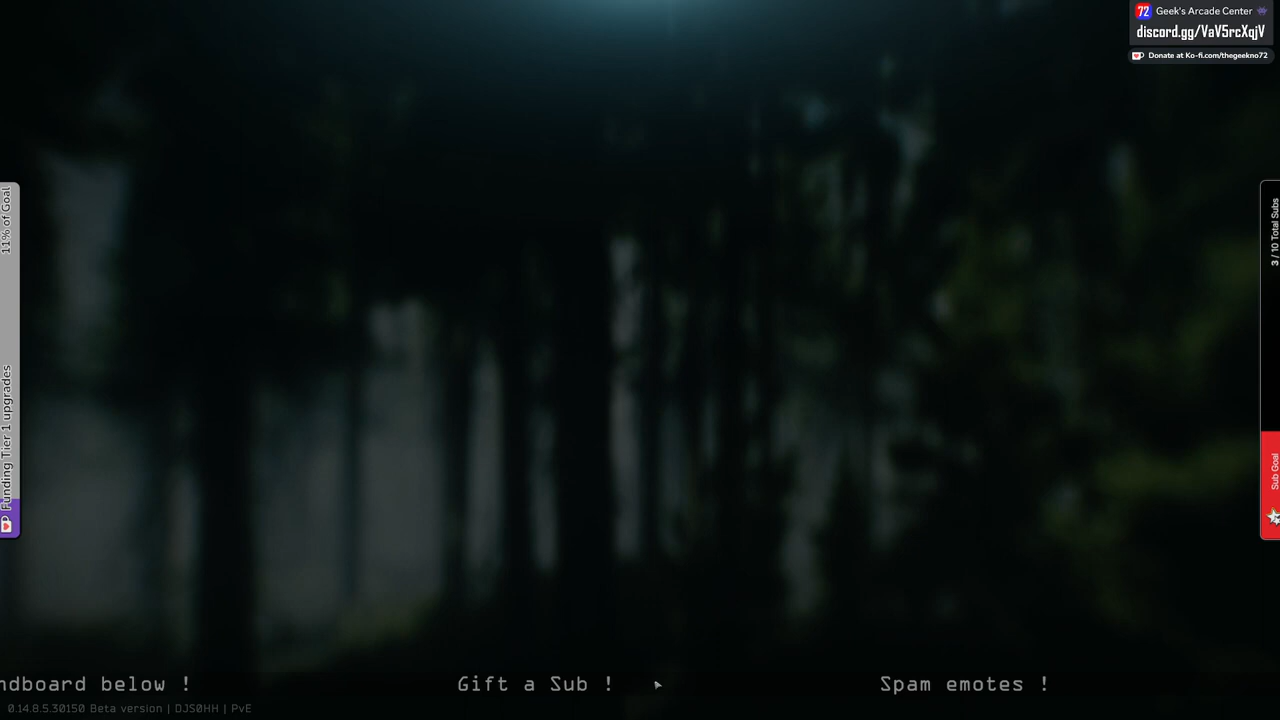 72 Geek's Arcade Center
discord.gg/VaV5rcXqjV
Donate at Ko-fi.com/thegeekno72
11% of Goal
Funding Tier 1 upgrades
3 / 10 Total Subs
Sub Goal
ndboard below !
Gift a Sub !
Spam emotes !
0.14.8.5.30150 Beta version | DJS0HH | PvE